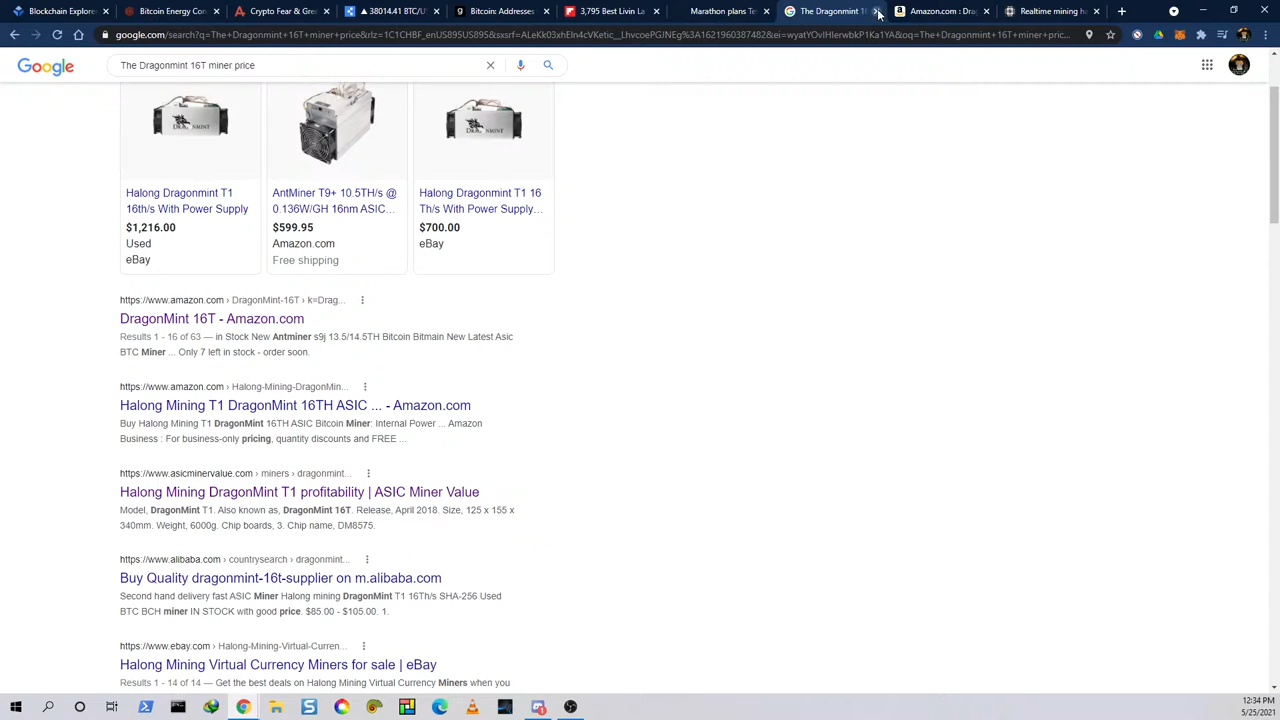 Blockchain Explorer
Bitcoin Energy Con
Crypto Fear & Greed
▲ 38014.41 BTC/US
Bitcoin Addresses
3,795 Best Livin La
Marathon plans Te
The Dragonmint 16
Amazon.com : Drag
Realtime mining ha
google.com/search?q=The+Dragonmint+16T+miner+price&rlz=1C1CHBF_enUS895US895&sxsrf=ALeKk03xhEIn4cVKetic...
Google
The Dragonmint 16T miner price
DRAGONMINT
DRAGONMINT
Halong Dragonmint T1
16th/s With Power Supply
$1,216.00
Used
eBay
AntMiner T9+ 10.5TH/s @
0.136W/GH 16nm ASIC...
$599.95
Amazon.com
Free shipping
Halong Dragonmint T1 16
Th/s With Power Supply...
$700.00
eBay
https://www.amazon.com › DragonMint-16T › k=Drag...
DragonMint 16T - Amazon.com
Results 1 - 16 of 63 — in Stock New Antminer s9j 13.5/14.5TH Bitcoin Bitmain New Latest Asic
BTC Miner ... Only 7 left in stock - order soon.
https://www.amazon.com › Halong-Mining-DragonMin...
Halong Mining T1 DragonMint 16TH ASIC ... - Amazon.com
Buy Halong Mining T1 DragonMint 16TH ASIC Bitcoin Miner: Internal Power ... Amazon
Business : For business-only pricing, quantity discounts and FREE ...
https://www.asicminervalue.com › miners › dragonmint...
Halong Mining DragonMint T1 profitability | ASIC Miner Value
Model, DragonMint T1. Also known as, DragonMint 16T. Release, April 2018. Size, 125 x 155 x
340mm. Weight, 6000g. Chip boards, 3. Chip name, DM8575.
https://www.alibaba.com › countrysearch › dragonmint...
Buy Quality dragonmint-16t-supplier on m.alibaba.com
Second hand delivery fast ASIC Miner Halong mining DragonMint T1 16Th/s SHA-256 Used
BTC BCH miner IN STOCK with good price. $85.00 - $105.00. 1.
https://www.ebay.com › Halong-Mining-Virtual-Curren...
Halong Mining Virtual Currency Miners for sale | eBay
Results 1 - 14 of 14 — Get the best deals on Halong Mining Virtual Currency Miners when you
12:34 PM
5/25/2021